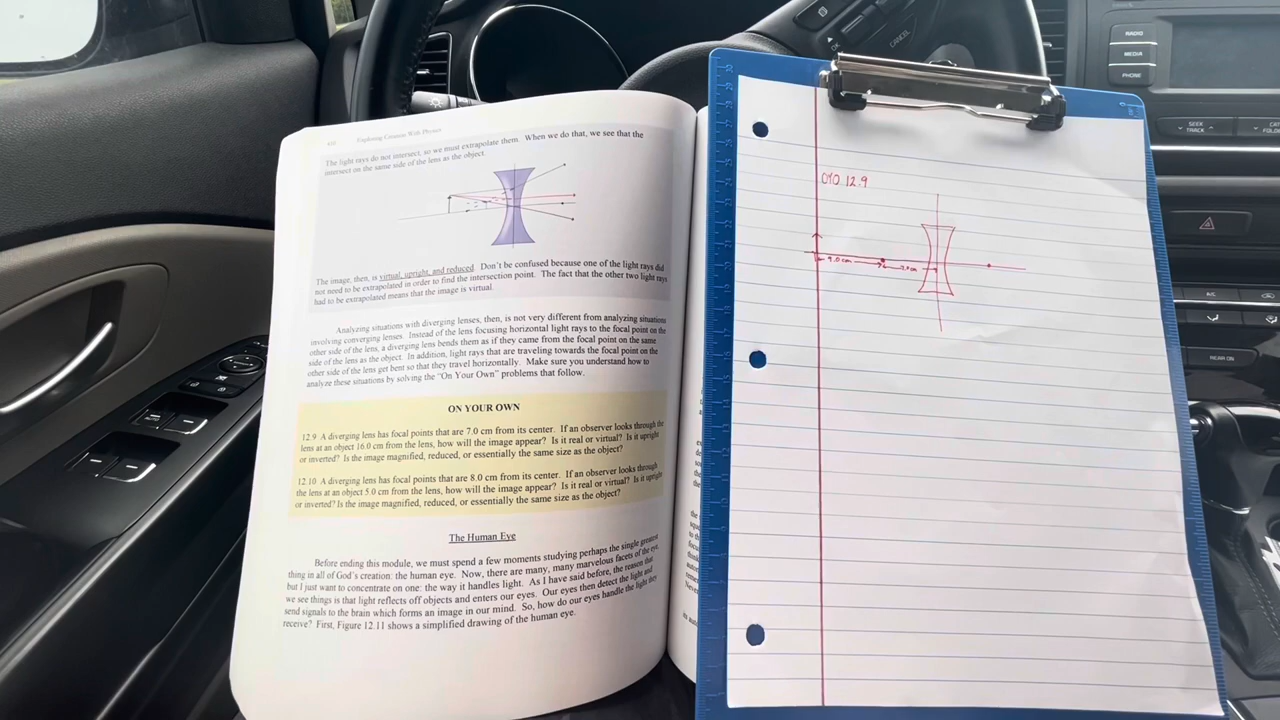 Exploring Creation With Physics
The light rays do not intersect, so we must extrapolate them. When we do that, we see that the
intersect on the same side of the lens as the object.
The image, then, is virtual, upright, and reduced. Don't be confused because one of the light rays did
not need to be extrapolated in order to find the intersection point. The fact that the other two light rays
had to be extrapolated means that the image is virtual.
Analyzing situations with diverging lenses, then, is not very different from analyzing situations
involving converging lenses. Instead of the lens focusing horizontal light rays to the focal point on the
other side of the lens, a diverging lens bends them as if they came from the focal point on the same
side of the lens as the object. In addition, light rays that are traveling towards the focal point on the
other side of the lens get bent so that they travel horizontally. Make sure you understand how to
analyze these situations by solving the "On Your Own" problems that follow.
ON YOUR OWN
12.9 A diverging lens has focal points that are 7.0 cm from its center. If an observer looks through the
lens at an object 16.0 cm from the lens, how will the image appear? Is it real or virtual? Is it upright
or inverted? Is the image magnified, reduced, or essentially the same size as the object?
12.10 A diverging lens has focal points that are 8.0 cm from its center. If an observer looks through
the lens at an object 5.0 cm from the lens, how will the image appear? Is it real or virtual? Is it upright
or inverted? Is the image magnified, reduced, or essentially the same size as the object?
The Human Eye
Before ending this module, we must spend a few moments studying perhaps the single greatest
thing in all of God's creation: the human eye. Now, there are many, many marvelous facets of the eye,
but I just want to concentrate on one: the way it handles light. As I have said before, the reason that
we see things is that light reflects off objects and enters our eyes. Our eyes then detect the light and
send signals to the brain which forms an image in our mind. So, how do our eyes handle the light they
receive? First, Figure 12.11 shows a simplified drawing of the human eye.
OYO 12.9
9.0 cm
7.0 cm
CANCEL
OK
RADIO
MEDIA
PHONE
SEEK
TRACK
A/C
REAR ON